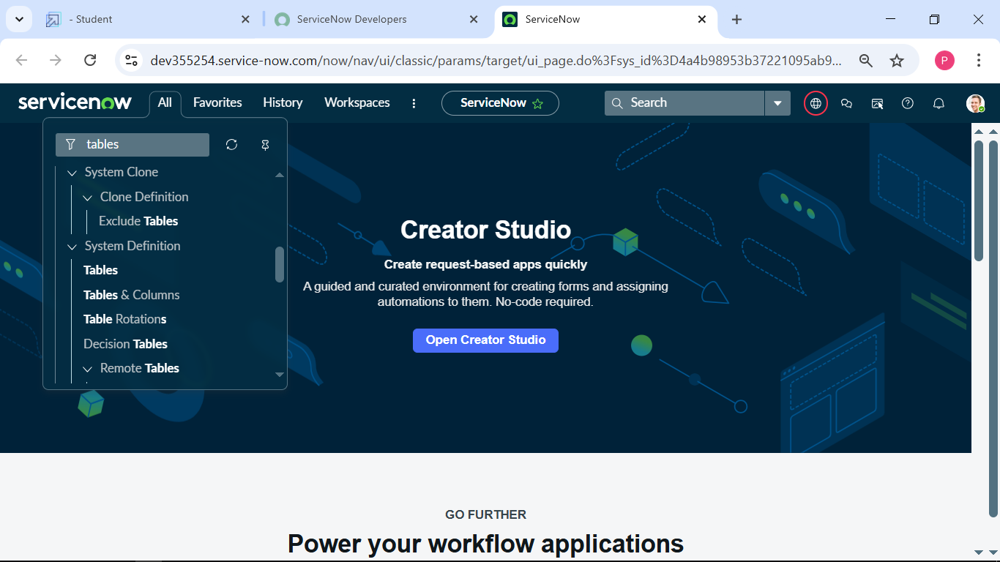 - Student
ServiceNow Developers
ServiceNow
dev355254.service-now.com/now/nav/ui/classic/params/target/ui_page.do%3Fsys_id%3D4a4b98953b37221095ab9...
P
servicenow
All
Favorites
History
Workspaces
ServiceNow
Search
tables
System Clone
Clone Definition
Exclude Tables
System Definition
Tables
Tables & Columns
Table Rotations
Decision Tables
Remote Tables
Creator Studio
Create request-based apps quickly
A guided and curated environment for creating forms and assigning
automations to them. No-code required.
Open Creator Studio
GO FURTHER
Power your workflow applications